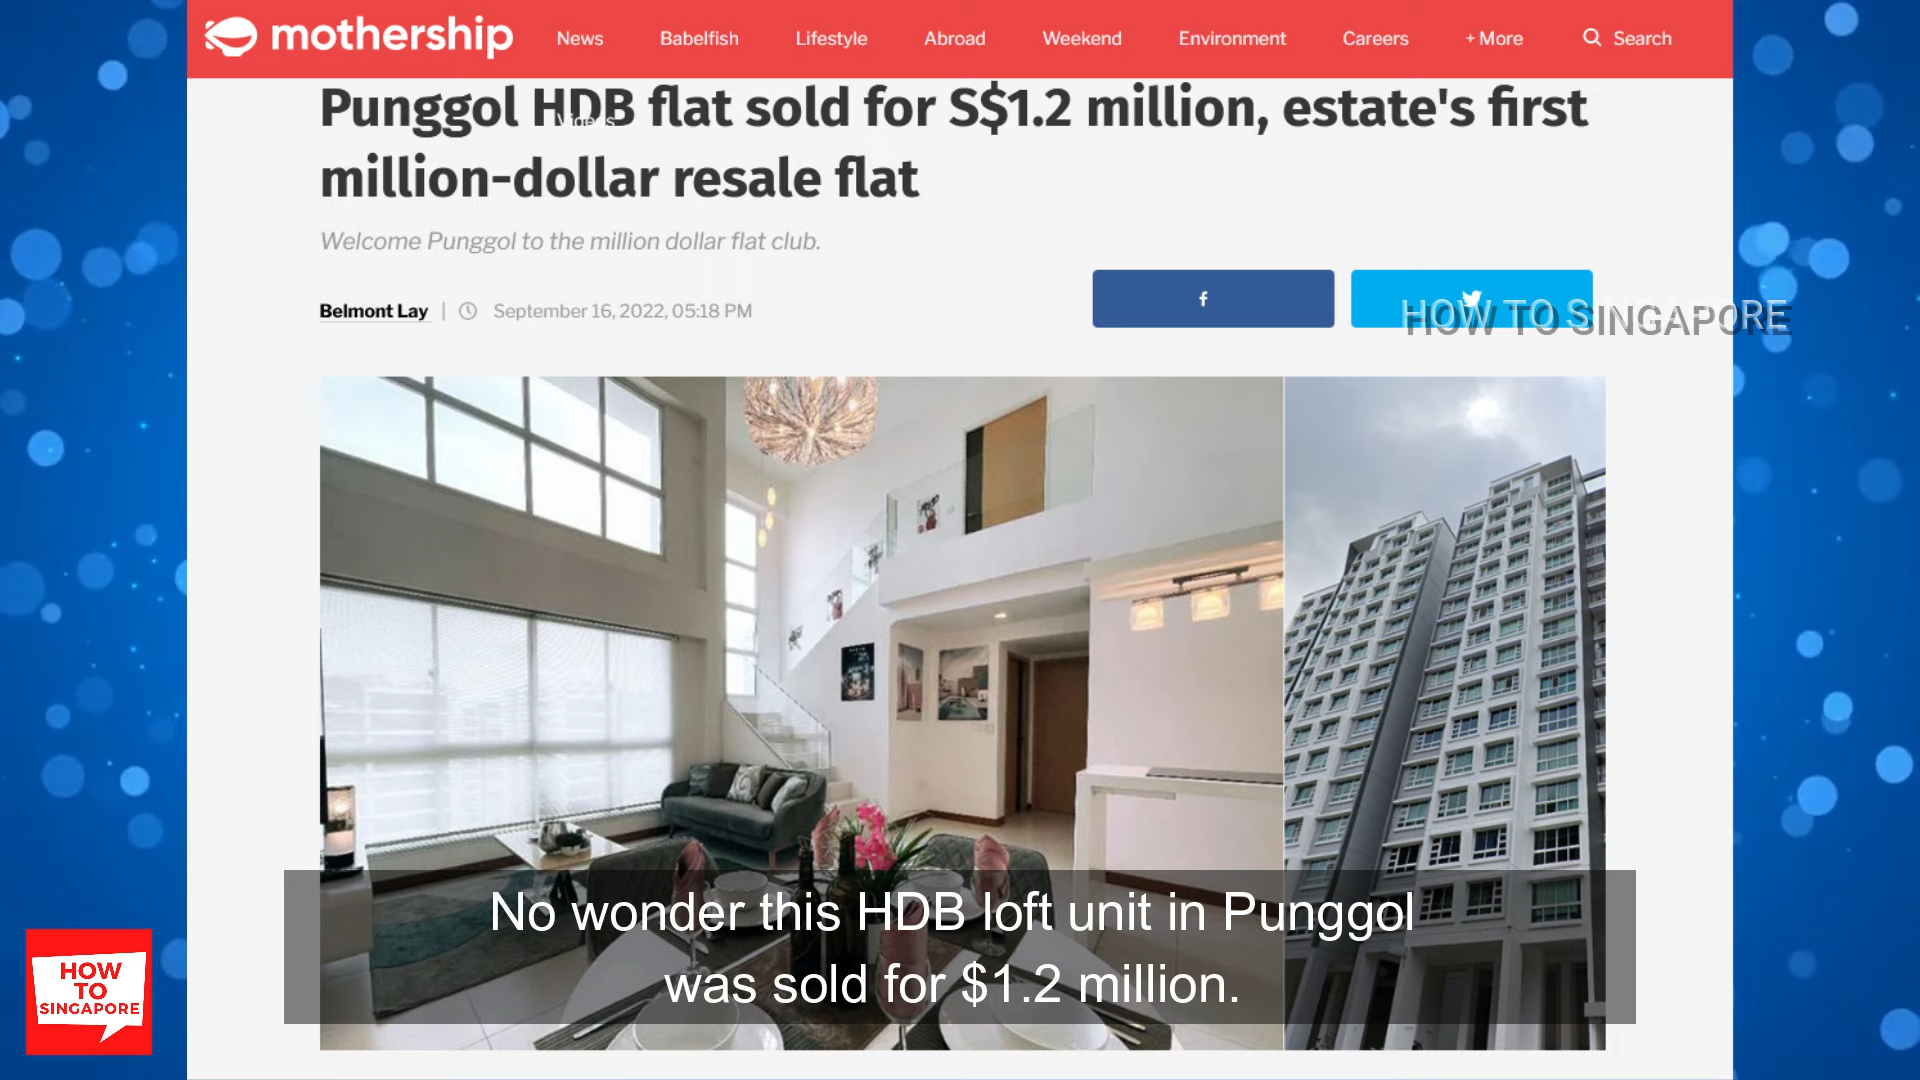 mothership
News Babelfish Lifestyle Abroad Weekend Environment Careers + More Search
Videos
Punggol HDB flat sold for S$1.2 million, estate's first
million-dollar resale flat
Welcome Punggol to the million dollar flat club.
Belmont Lay | September 16, 2022, 05:18 PM
HOW TO SINGAPORE
No wonder this HDB loft unit in Punggol
was sold for $1.2 million.
HOW
TO
SINGAPORE